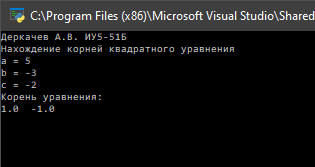 C:\Program Files (x86)\Microsoft Visual Studio\Shared
Деркачев А.В. ИУ5-51Б
Нахождение корней квадратного уравнения
a = 5
b = -3
c = -2
Корень уравнения:
1.0  -1.0